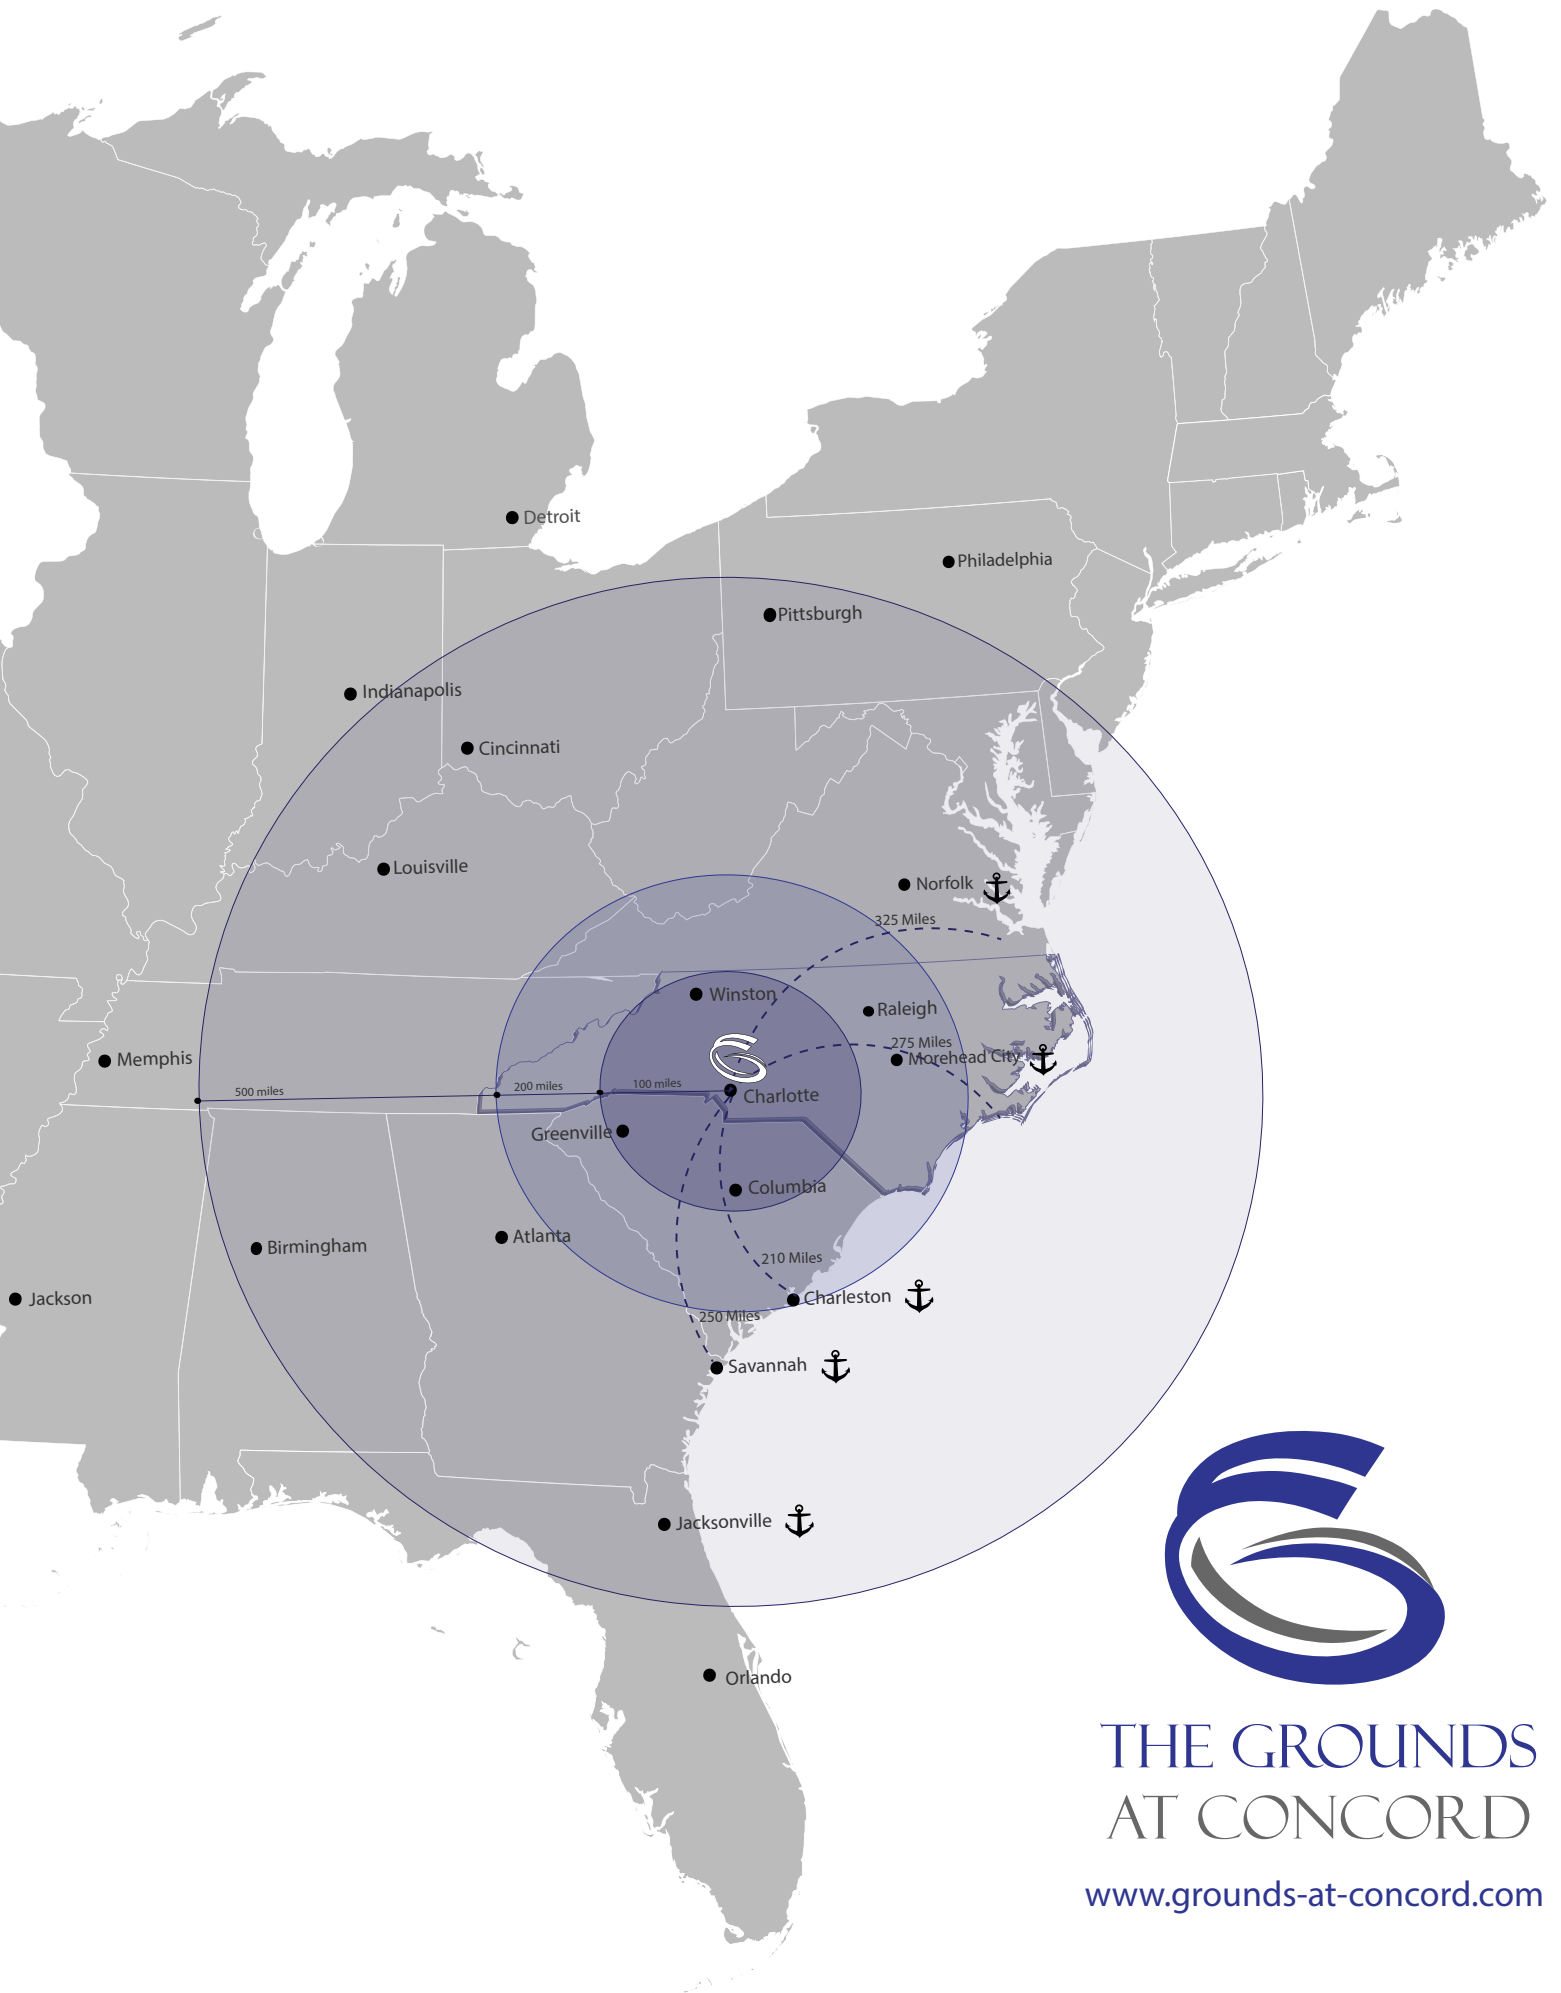 Detroit
Philadelphia
Pittsburgh
Indianapolis
Cincinnati
Louisville
Norfolk
325 Miles
Winston
Raleigh
275 Miles
Morehead City
Memphis
500 miles
200 miles
100 miles
Charlotte
Greenville
Columbia
Atlanta
Birmingham
210 Miles
Jackson
Charleston
250 Miles
Savannah
Jacksonville
Orlando
THE GROUNDS
AT CONCORD
www.grounds-at-concord.com